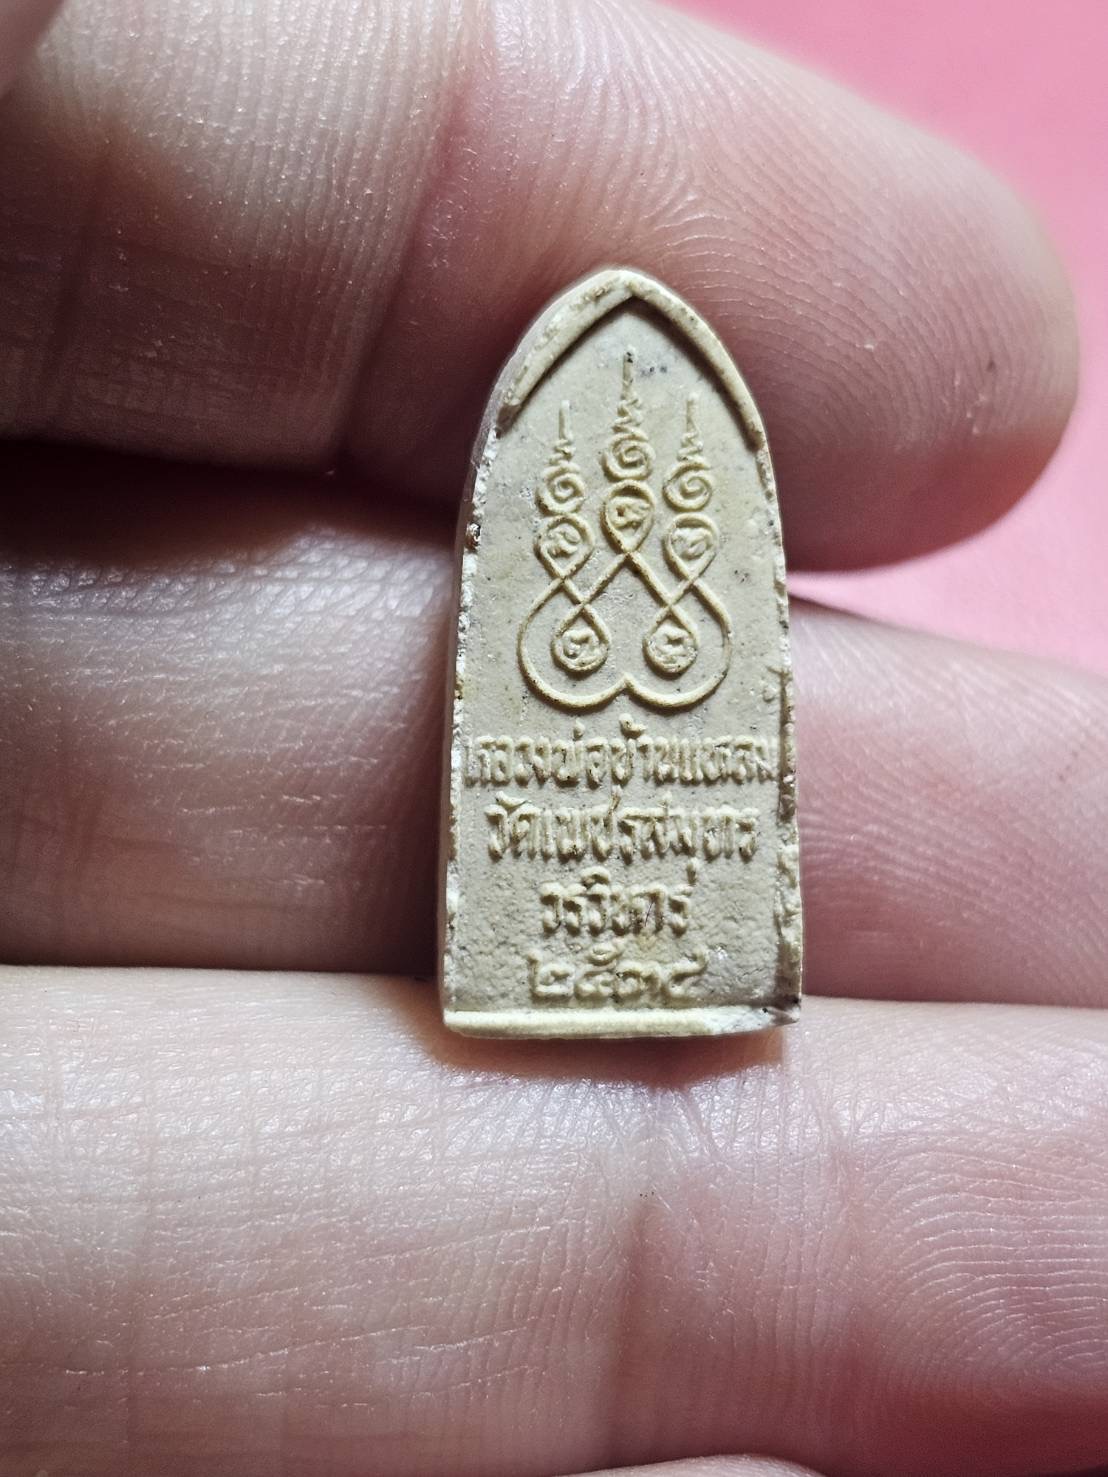 หลวงพ่อบ้านแหลม
วัดเพชรสมุทร
วรวิหาร
๒๕๓๔